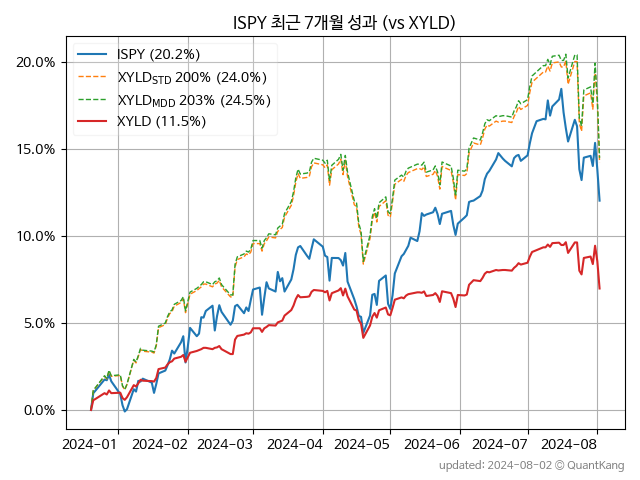 ISPY 최근 7개월 성과 (vs XYLD)
ISPY (20.2%)
XYLD_STD 200% (24.0%)
XYLD_MDD 203% (24.5%)
XYLD (11.5%)
20.0%
15.0%
10.0%
5.0%
0.0%
2024-01 2024-02 2024-03 2024-04 2024-05 2024-06 2024-07 2024-08
updated: 2024-08-02 © QuantKang